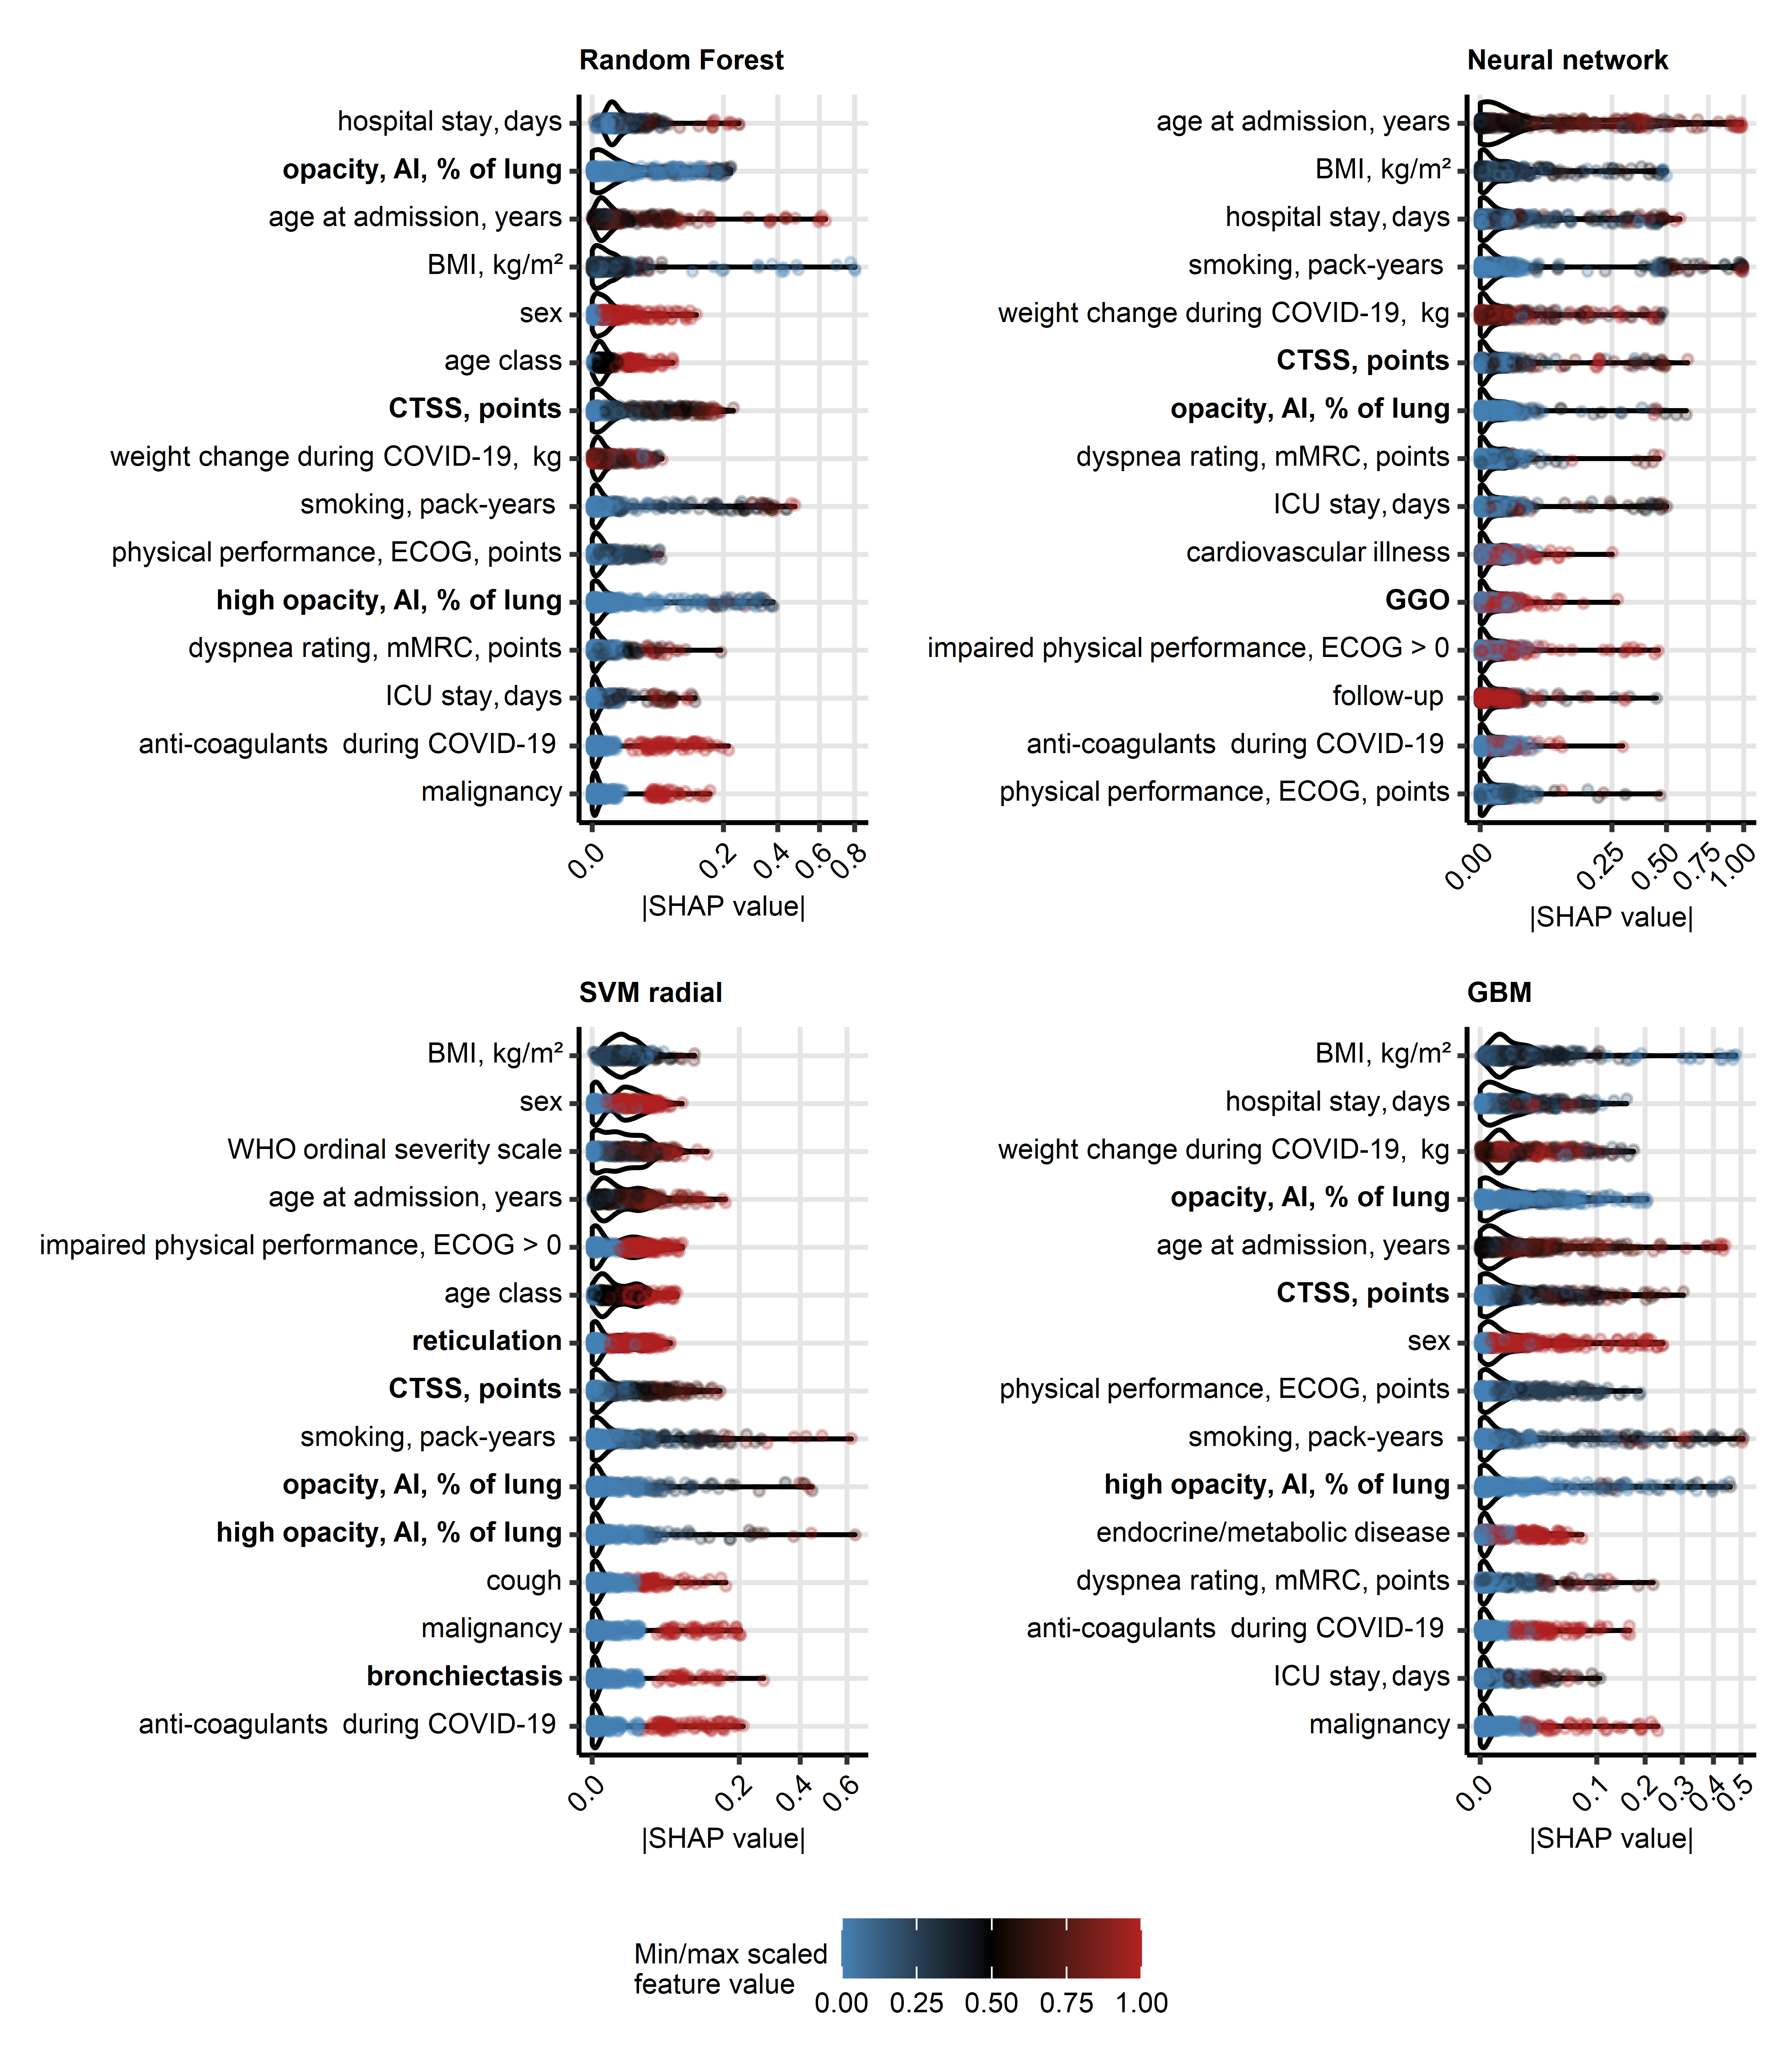 Random Forest
hospital stay, days
opacity, AI, % of lung
age at admission, years
BMI, kg/m²
sex
age class
CTSS, points
weight change during COVID-19, kg
smoking, pack-years
physical performance, ECOG, points
high opacity, AI, % of lung
dyspnea rating, mMRC, points
ICU stay, days
anti-coagulants during COVID-19
malignancy
0.0 0.2 0.4 0.6 0.8
|SHAP value|
Neural network
age at admission, years
BMI, kg/m²
hospital stay, days
smoking, pack-years
weight change during COVID-19, kg
CTSS, points
opacity, AI, % of lung
dyspnea rating, mMRC, points
ICU stay, days
cardiovascular illness
GGO
impaired physical performance, ECOG > 0
follow-up
anti-coagulants during COVID-19
physical performance, ECOG, points
0.00 0.25 0.50 0.75 1.00
|SHAP value|
SVM radial
BMI, kg/m²
sex
WHO ordinal severity scale
age at admission, years
impaired physical performance, ECOG > 0
age class
reticulation
CTSS, points
smoking, pack-years
opacity, AI, % of lung
high opacity, AI, % of lung
cough
malignancy
bronchiectasis
anti-coagulants during COVID-19
0.0 0.2 0.4 0.6
|SHAP value|
GBM
BMI, kg/m²
hospital stay, days
weight change during COVID-19, kg
opacity, AI, % of lung
age at admission, years
CTSS, points
sex
physical performance, ECOG, points
smoking, pack-years
high opacity, AI, % of lung
endocrine/metabolic disease
dyspnea rating, mMRC, points
anti-coagulants during COVID-19
ICU stay, days
malignancy
0.0 0.1 0.2 0.3 0.4 0.5
|SHAP value|
Min/max scaled
feature value
0.00 0.25 0.50 0.75 1.00